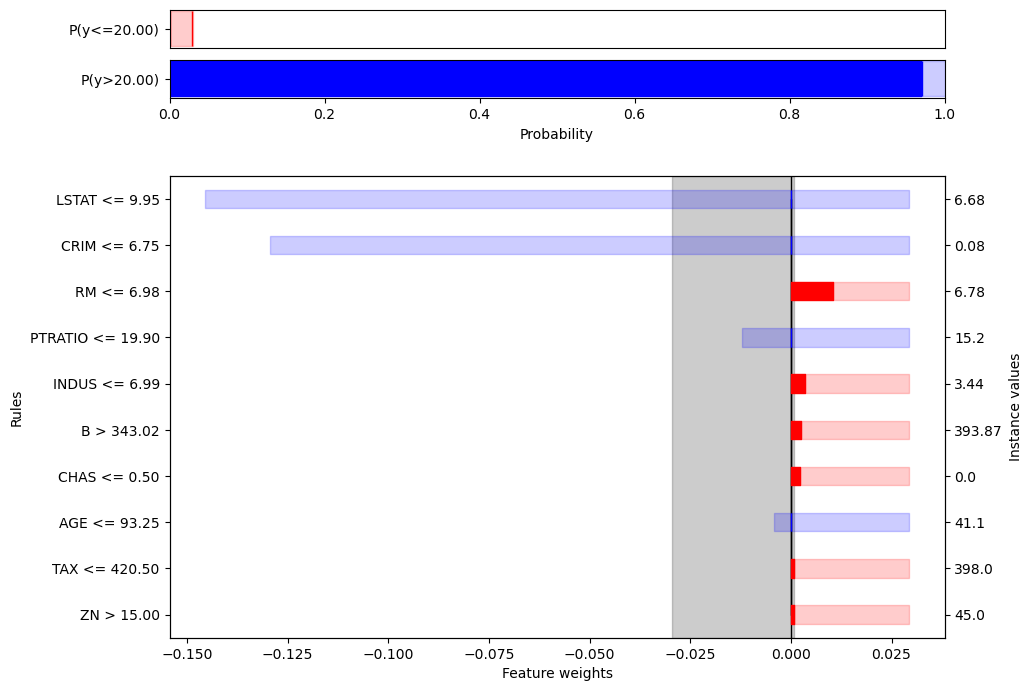 P(y<=20.00)
P(y>20.00)
0.0 0.2 0.4 0.6 0.8 1.0
Probability
LSTAT <= 9.95 6.68
CRIM <= 6.75 0.08
RM <= 6.98 6.78
PTRATIO <= 19.90 15.2
INDUS <= 6.99 3.44
B > 343.02 393.87
CHAS <= 0.50 0.0
AGE <= 93.25 41.1
TAX <= 420.50 398.0
ZN > 15.00 45.0
Rules
Instance values
−0.150 −0.125 −0.100 −0.075 −0.050 −0.025 0.000 0.025
Feature weights